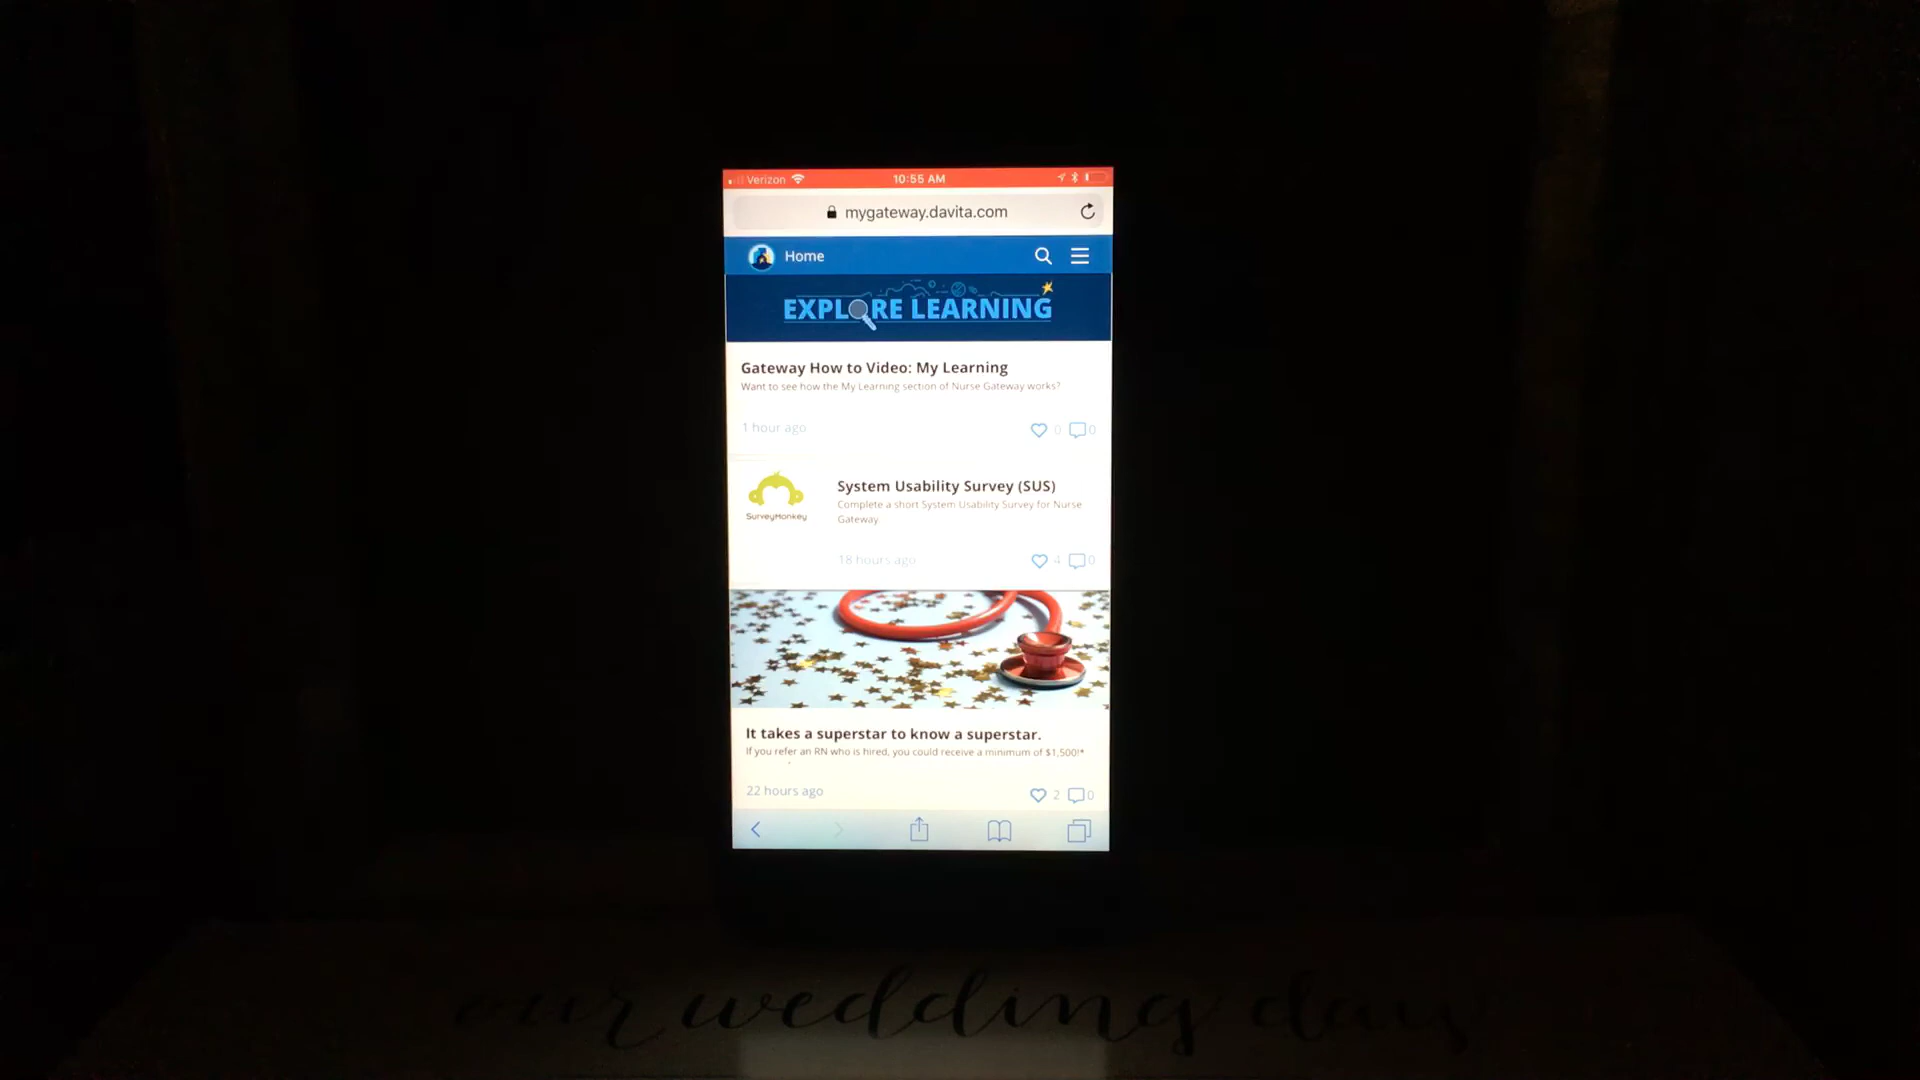 Verizon
10:55 AM
mygateway.davita.com
Home
EXPLORE LEARNING
Gateway How to Video: My Learning
Want to see how the My Learning section of Nurse Gateway works?
1 hour ago
0
0
SurveyMonkey
System Usability Survey (SUS)
Complete a short System Usability Survey for Nurse
Gateway
18 hours ago
4
0
It takes a superstar to know a superstar.
If you refer an RN who is hired, you could receive a minimum of $1,500!*
22 hours ago
2
0
our wedding day